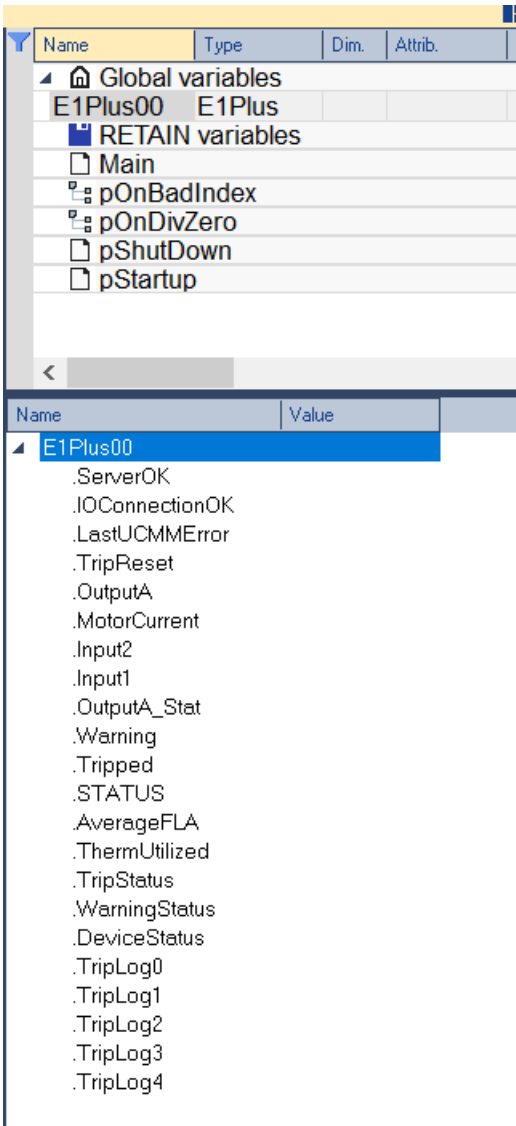 Name Type Dim. Attrib.
Global variables
E1Plus00 E1Plus
RETAIN variables
Main
pOnBadIndex
pOnDivZero
pShutDown
pStartup
Name Value
E1Plus00
.ServerOK
.IOConnectionOK
.LastUCMMError
.TripReset
.OutputA
.MotorCurrent
.Input2
.Input1
.OutputA_Stat
.Warning
.Tripped
.STATUS
.AverageFLA
.ThermUtilized
.TripStatus
.WarningStatus
.DeviceStatus
.TripLog0
.TripLog1
.TripLog2
.TripLog3
.TripLog4